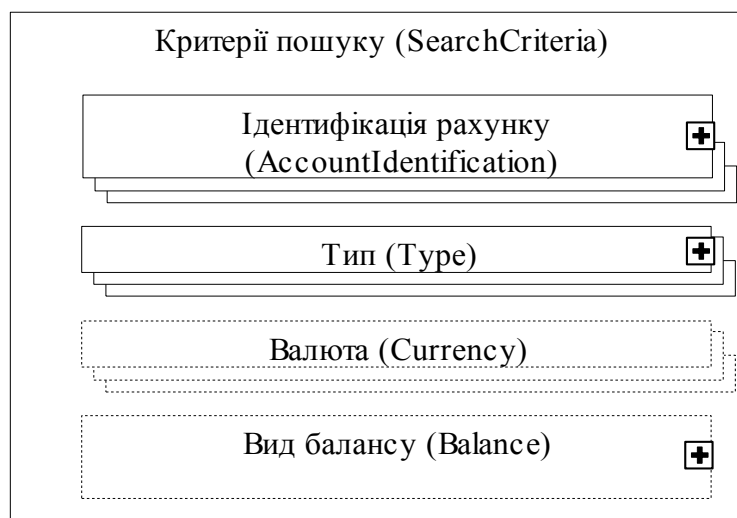 Критерії пошуку (SearchCriteria)
Ідентифікація рахунку
(AccountIdentification)
Тип (Type)
Валюта (Currency)
Вид балансу (Balance)